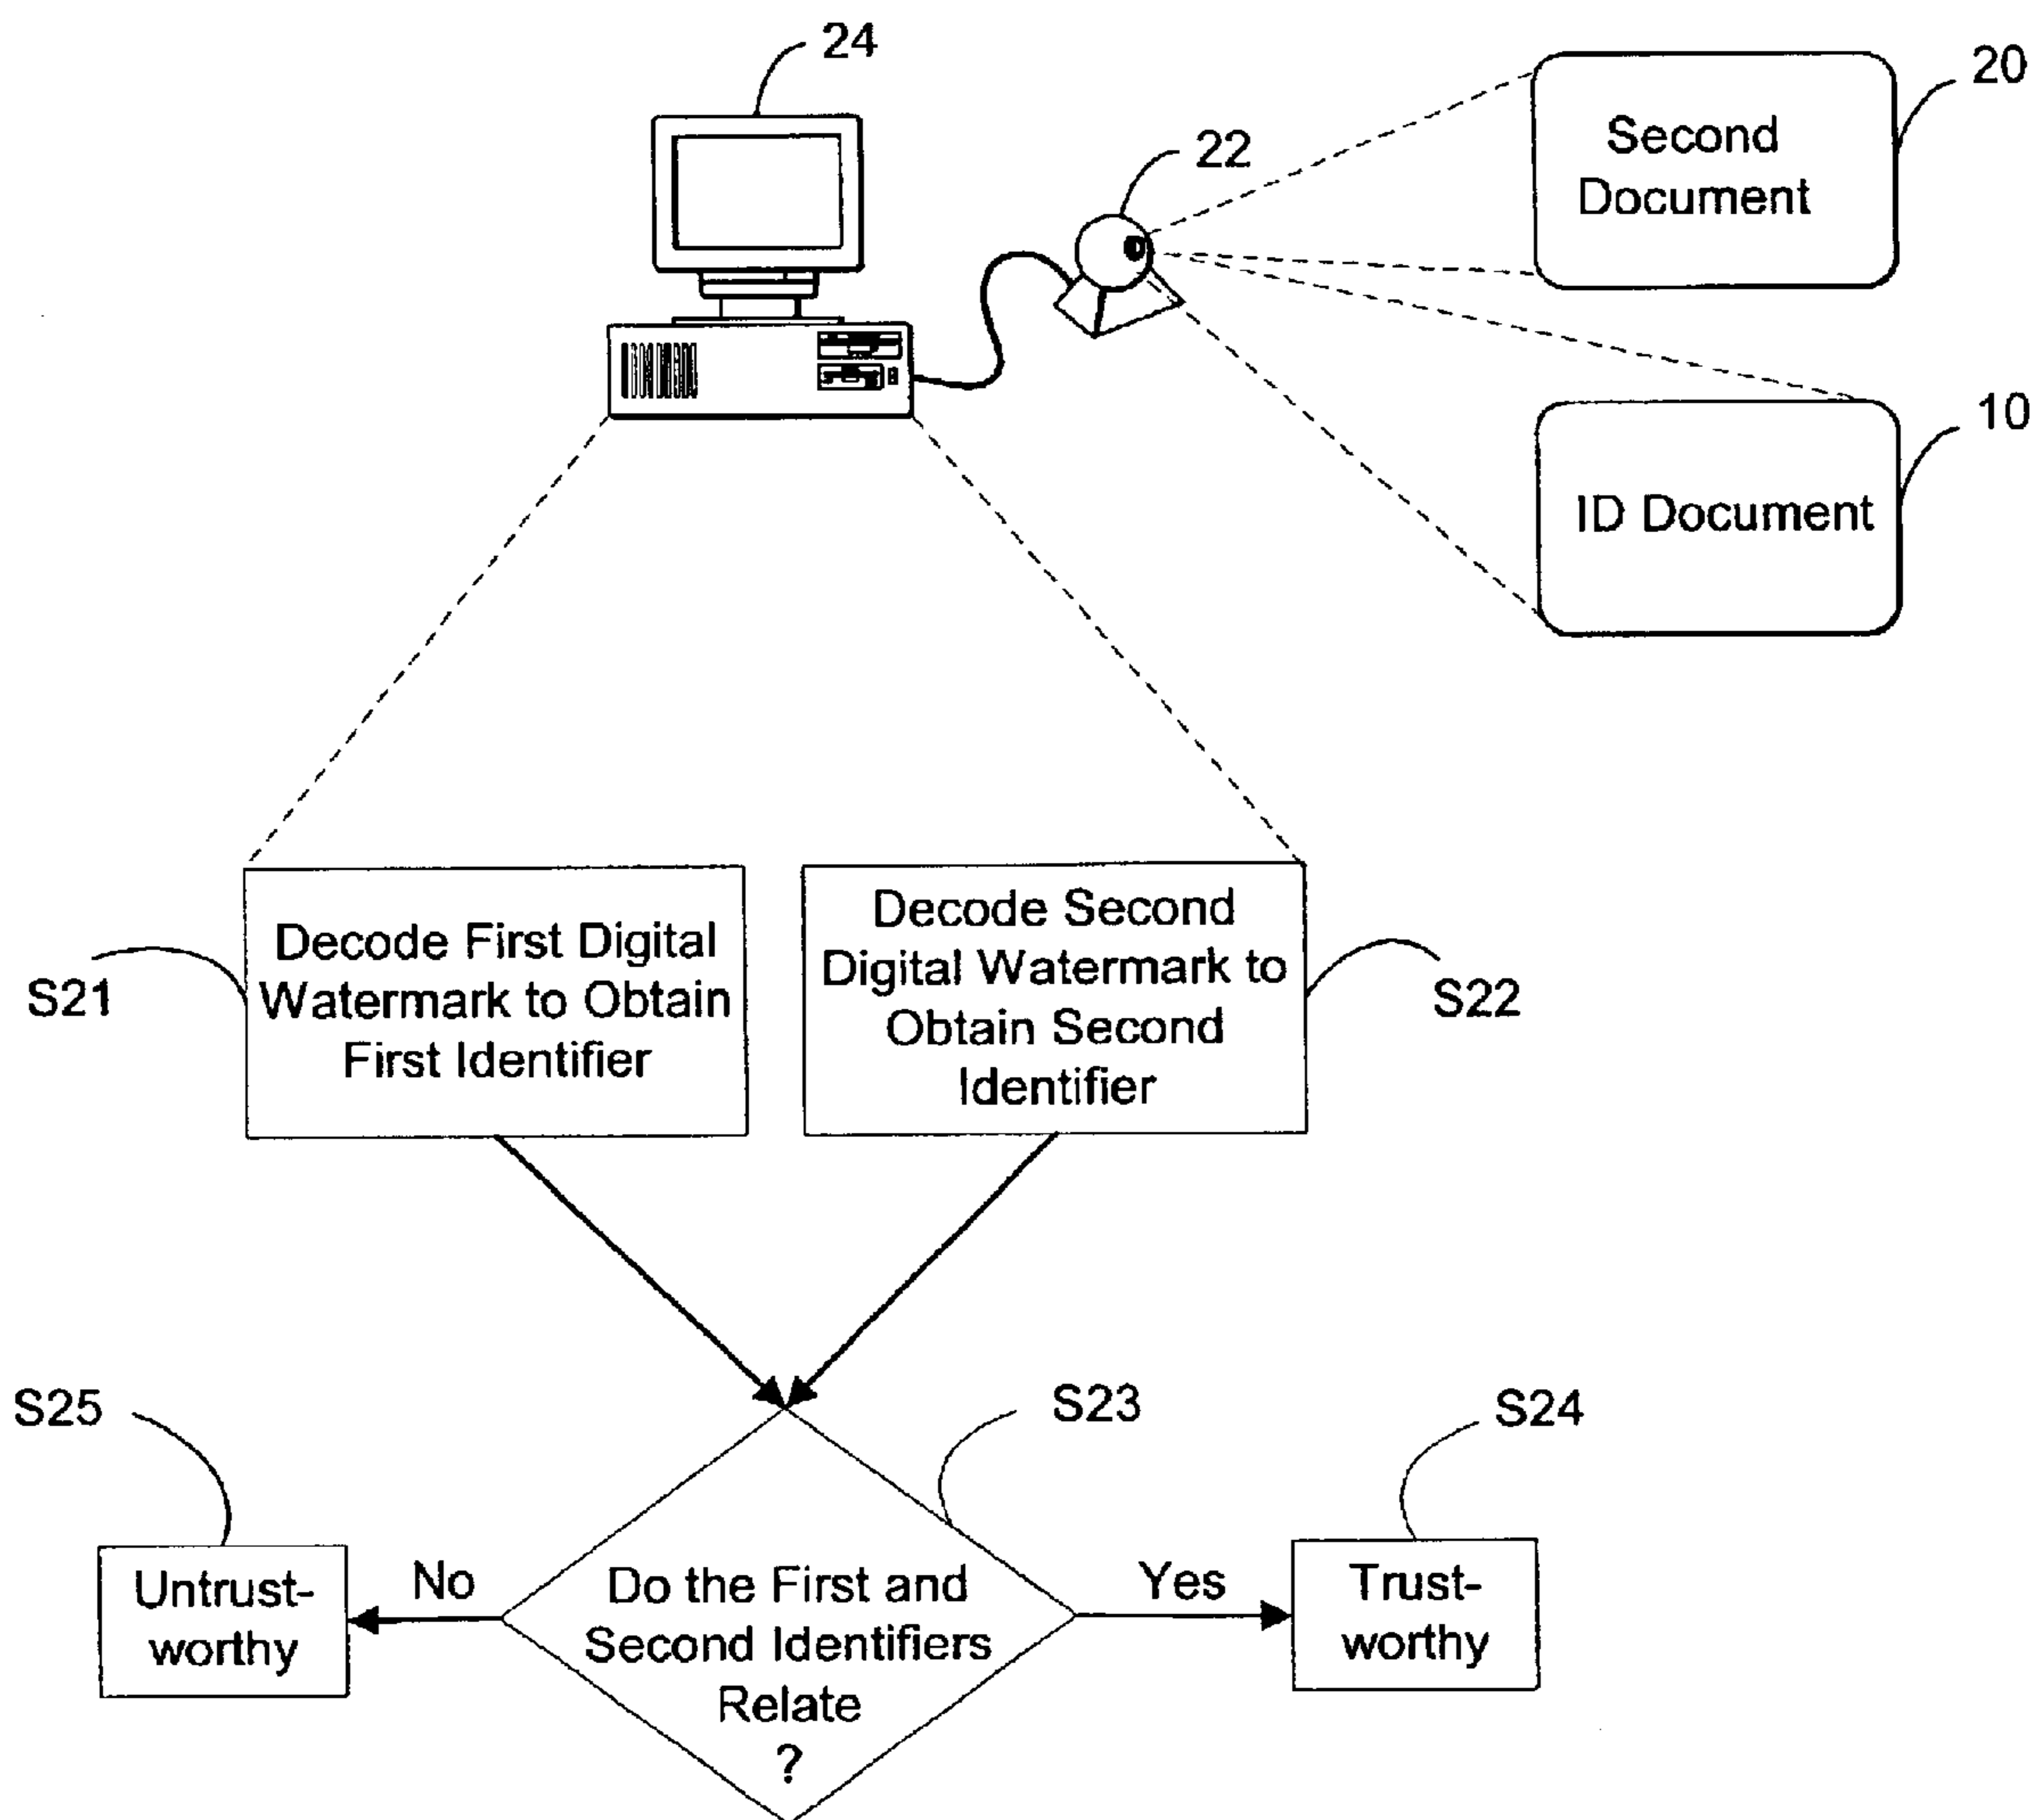 24
20
22
Second
Document
10
ID Document
Decode First Digital
Watermark to Obtain
First Identifier
S21
Decode Second
Digital Watermark to
Obtain Second
Identifier
S22
S25
S23
S24
Untrust-
worthy
No
Do the First and
Second Identifiers
Relate
?
Yes
Trust-
worthy